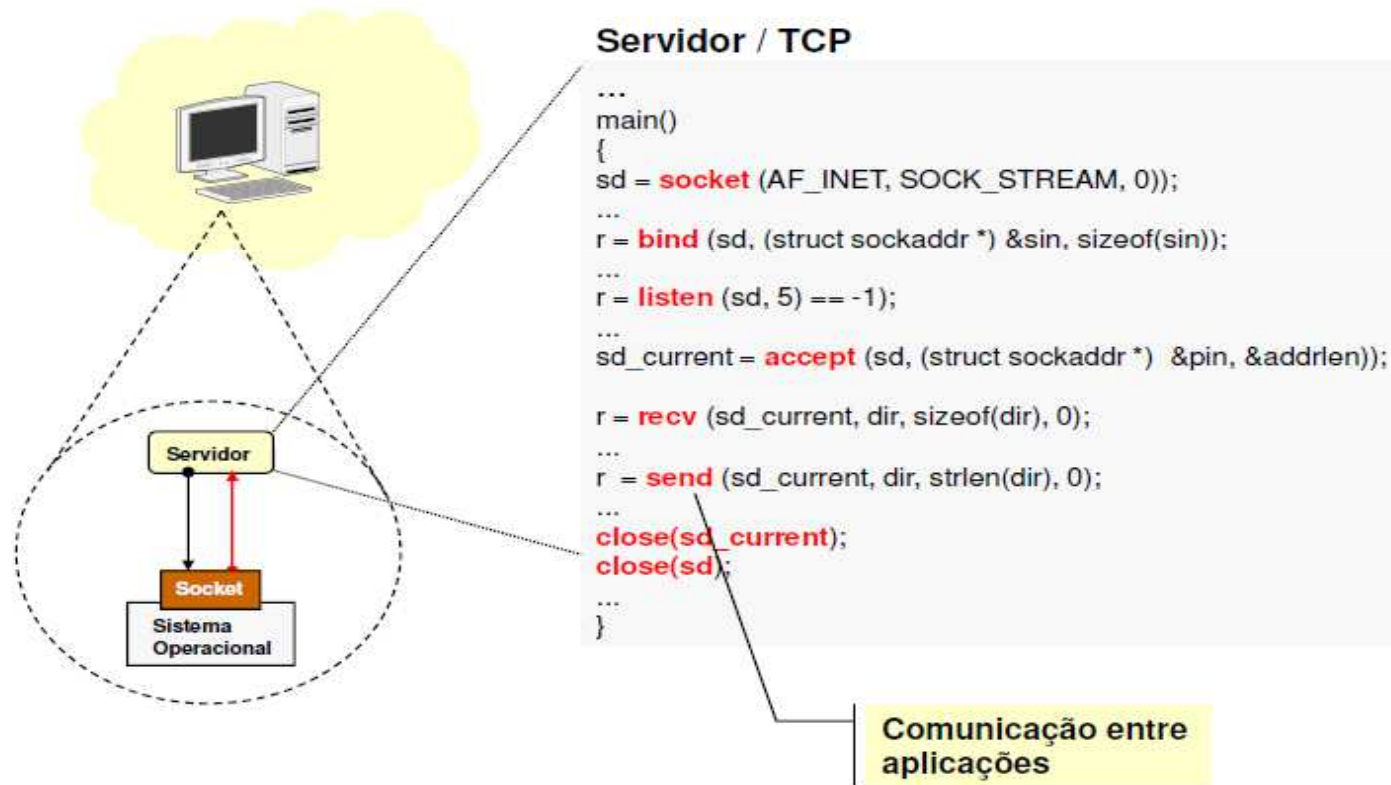 Servidor / TCP
...
main()
{
sd = socket (AF_INET, SOCK_STREAM, 0));
...
r = bind (sd, (struct sockaddr *) &sin, sizeof(sin));
...
r = listen (sd, 5) == -1);
...
sd_current = accept (sd, (struct sockaddr *)  &pin, &addrlen));
r = recv (sd_current, dir, sizeof(dir), 0);
...
r  = send (sd_current, dir, strlen(dir), 0);
...
close(sd_current);
close(sd);
...
}
Servidor
Socket
Sistema
Operacional
Comunicação entre
aplicações